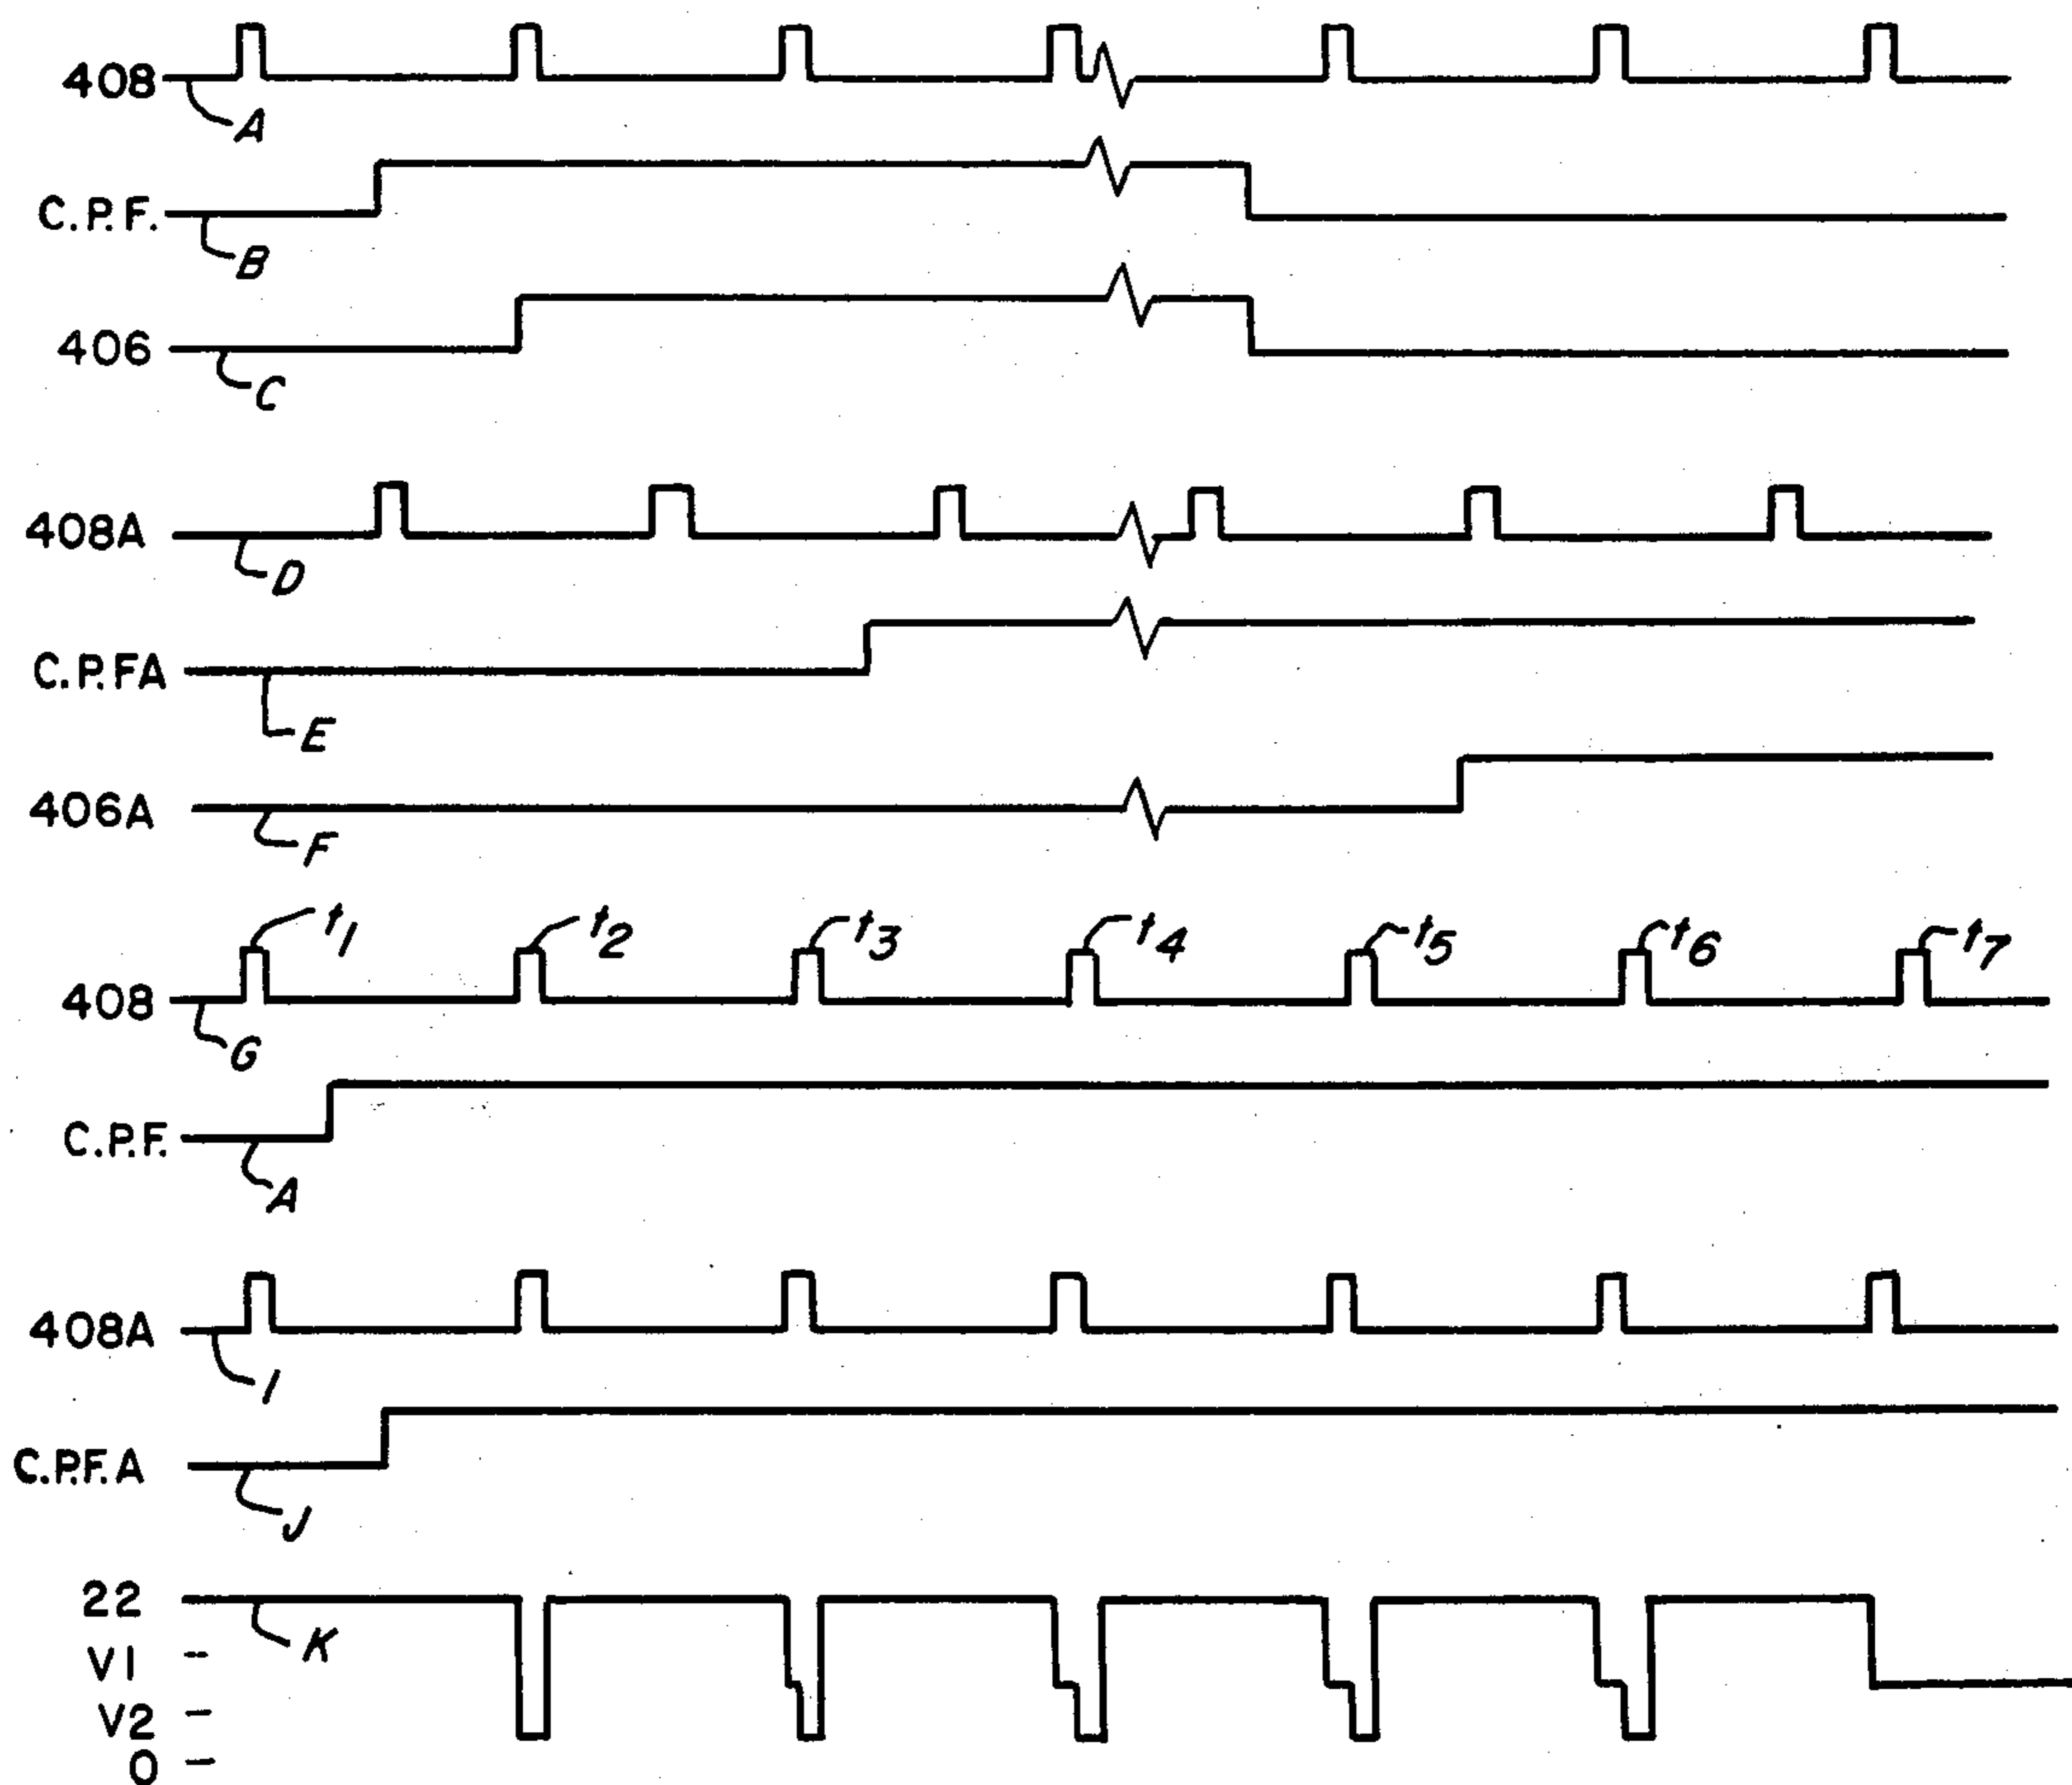 408
A
C.P.F.
B
406
C
408A
D
C.P.FA
E
406A
F
t1 t2 t3 t4 t5 t6 t7
408
G
C.P.F.
A
408A
I
C.P.F.A
J
22
K
V1
V2
0